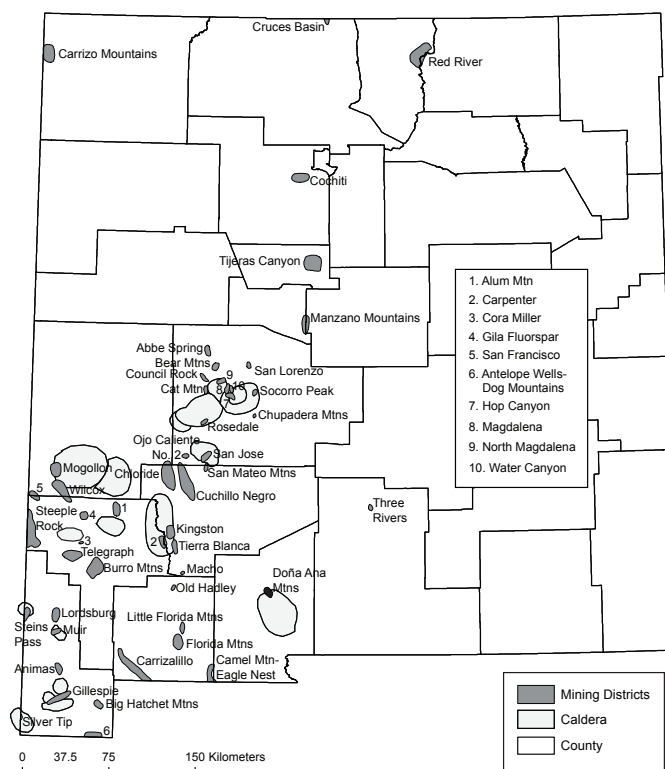 Cruces Basin
Carrizo Mountains
Red River
Cochiti
Tijeras Canyon
Manzano Mountains
1. Alum Mtn
2. Carpenter
3. Cora Miller
4. Gila Fluorspar
5. San Francisco
6. Antelope Wells-
Dog Mountains
7. Hop Canyon
8. Magdalena
9. North Magdalena
10. Water Canyon
Abbe Spring
Bear Mtns
San Lorenzo
Council Rock
9
Cat Mtn
8
10
Socorro Peak
7
Chupadera Mtns
Rosedale
Ojo Caliente
No. 2
San Jose
Mogollon
Chloride
San Mateo Mtns
Wilcox
Cuchillo Negro
5
Steeple
Rock
4
1
Three
Rivers
Kingston
3
2
Tierra Blanca
Telegraph
Burro Mtns
Macho
Old Hadley
Doña Ana
Mtns
Lordsburg
Little Florida Mtns
Steins
Pass
Muir
Florida Mtns
Animas
Carrizalillo
Camel Mtn-
Eagle Nest
Gillespie
Big Hatchet Mtns
Silver Tip
6
Mining Districts
Caldera
County
0 37.5 75 150 Kilometers